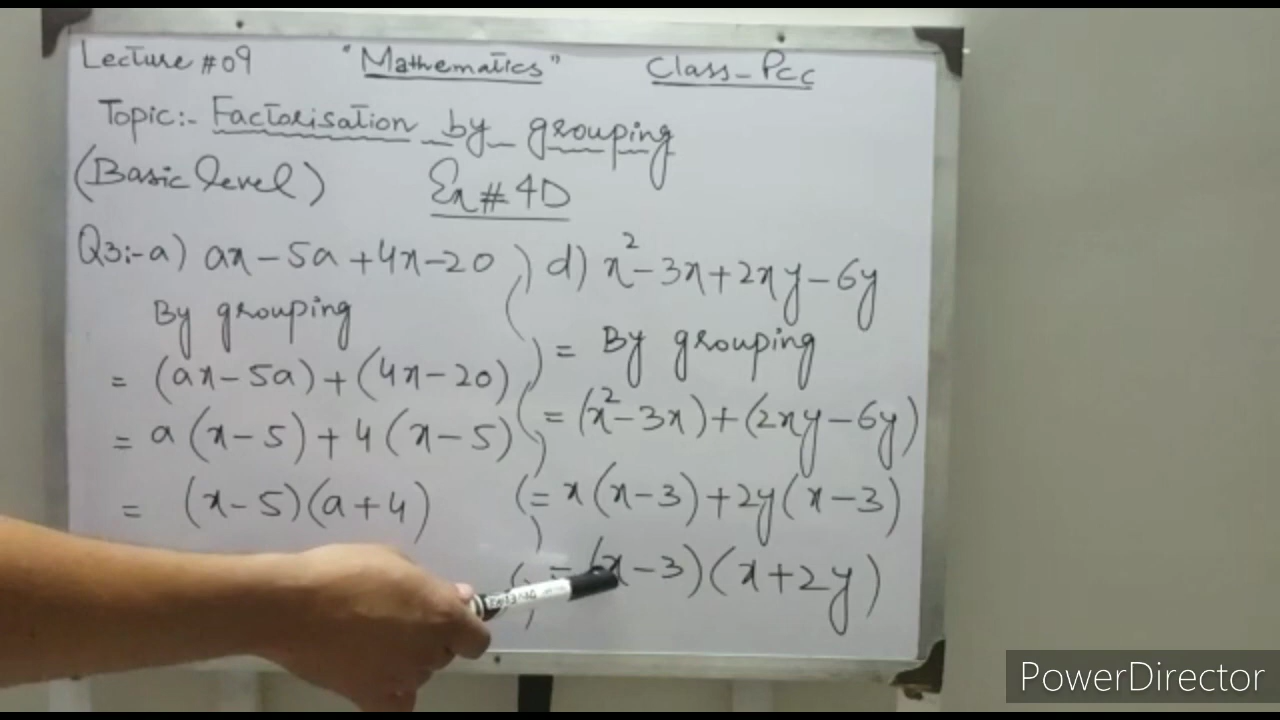 Lecture #09 "Mathematics" Class-PCC
Topic:- Factorisation by grouping
(Basic level) Ex # 4D
Q3:-a) ax-5a+4x-20
By grouping
= (ax-5a)+(4x-20)
= a(x-5)+4(x-5)
= (x-5)(a+4)
d) x²-3x+2xy-6y
= By grouping
= (x²-3x)+(2xy-6y)
= x(x-3)+2y(x-3)
= (x-3)(x+2y)
PowerDirector